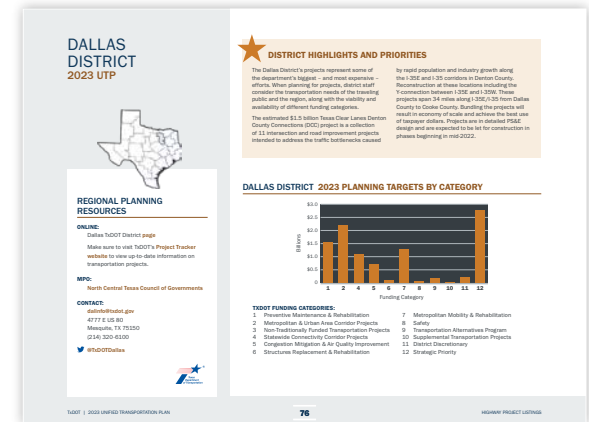 DALLAS
DISTRICT
2023 UTP
REGIONAL PLANNING
RESOURCES
ONLINE:
Dallas TxDOT District page
Make sure to visit TxDOT's Project Tracker
website to view up-to-date information on
transportation projects.
MPO:
North Central Texas Council of Governments
CONTACT:
dalinfo@txdot.gov
4777 E US 80
Mesquite, TX 75150
(214) 320-6100
@TxDOTDallas
DISTRICT HIGHLIGHTS AND PRIORITIES
The Dallas District's projects represent some of
the department's biggest – and most expensive –
efforts. When planning for projects, district staff
consider the transportation needs of the traveling
public and the region, along with the viability and
availability of different funding categories.
The estimated $1.5 billion Texas Clear Lanes Denton
County Connections (DCC) project is a collection
of 11 intersection and road improvement projects
intended to address the traffic bottlenecks caused
by rapid population and industry growth along
the I-35E and I-35 corridors in Denton County.
Reconstruction at these locations including the
Y-connection between I-35E and I-35W. These
projects span 34 miles along I-35E/I-35 from Dallas
County to Cooke County. Bundling the projects will
result in economy of scale and achieve the best use
of taxpayer dollars. Projects are in detailed PS&E
design and are expected to be let for construction in
phases beginning in mid-2022.
DALLAS DISTRICT 2023 PLANNING TARGETS BY CATEGORY
$3.0
$2.5
$2.0
$1.5
$1.0
$0.5
0
Billions
1 2 3 4 5 6 7 8 9 10 11 12
Funding Category
TXDOT FUNDING CATEGORIES:
1 Preventive Maintenance & Rehabilitation
2 Metropolitan & Urban Area Corridor Projects
3 Non-Traditionally Funded Transportation Projects
4 Statewide Connectivity Corridor Projects
5 Congestion Mitigation & Air Quality Improvement
6 Structures Replacement & Rehabilitation
7 Metropolitan Mobility & Rehabilitation
8 Safety
9 Transportation Alternatives Program
10 Supplemental Transportation Projects
11 District Discretionary
12 Strategic Priority
TxDOT | 2023 UNIFIED TRANSPORTATION PLAN
76
HIGHWAY PROJECT LISTINGS